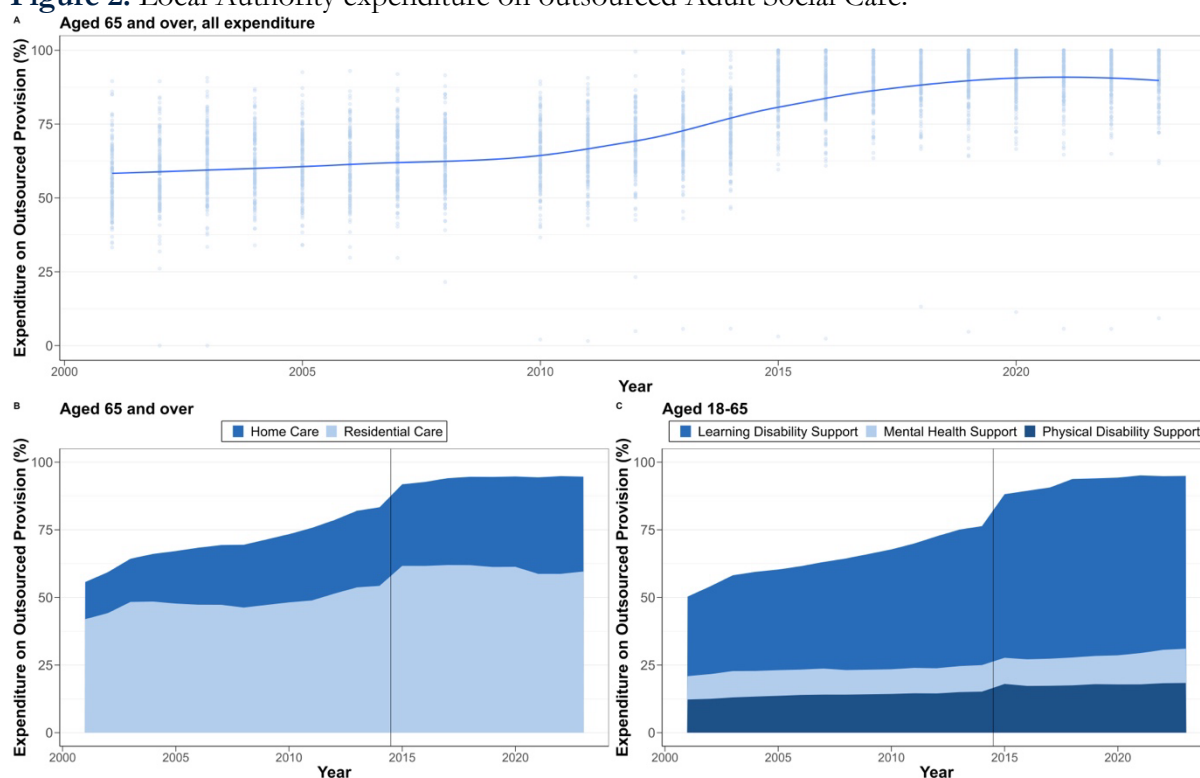 Figure 2. Local Authority expenditure on outsourced Adult Social Care.
A Aged 65 and over, all expenditure
Expenditure on Outsourced Provision (%)
100
75
50
25
0
2000 2005 2010 2015 2020
Year
B Aged 65 and over
Home Care Residential Care
Expenditure on Outsourced Provision (%)
100
75
50
25
0
2000 2005 2010 2015 2020
Year
C Aged 18-65
Learning Disability Support Mental Health Support Physical Disability Support
Expenditure on Outsourced Provision (%)
100
75
50
25
0
2000 2005 2010 2015 2020
Year